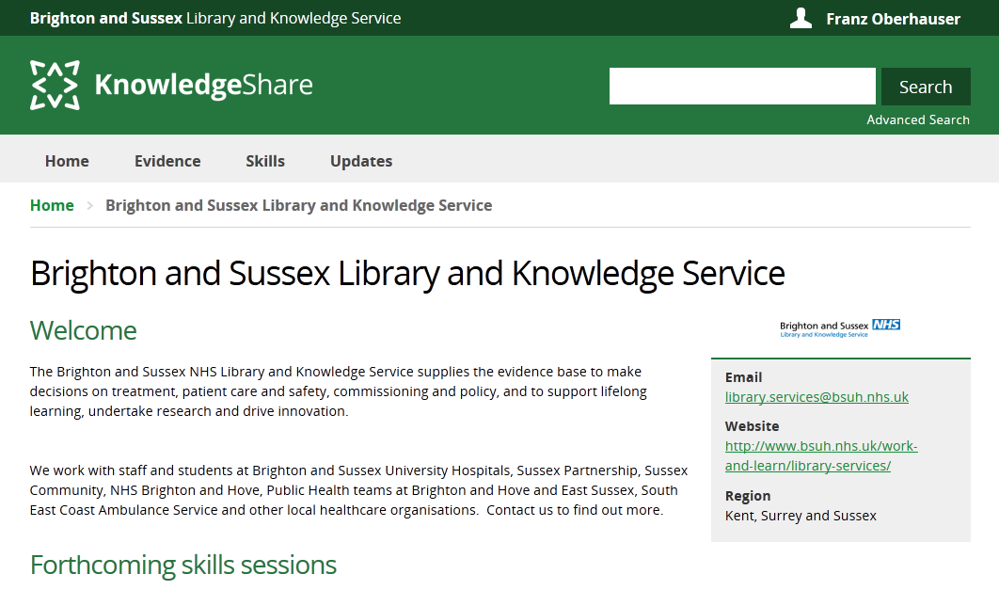 Brighton and Sussex Library and Knowledge Service
Franz Oberhauser
KnowledgeShare
Search
Advanced Search
Home Evidence Skills Updates
Home > Brighton and Sussex Library and Knowledge Service
Brighton and Sussex Library and Knowledge Service
Welcome
The Brighton and Sussex NHS Library and Knowledge Service supplies the evidence base to make
decisions on treatment, patient care and safety, commissioning and policy, and to support lifelong
learning, undertake research and drive innovation.
We work with staff and students at Brighton and Sussex University Hospitals, Sussex Partnership, Sussex
Community, NHS Brighton and Hove, Public Health teams at Brighton and Hove and East Sussex, South
East Coast Ambulance Service and other local healthcare organisations.  Contact us to find out more.
Forthcoming skills sessions
Brighton and Sussex NHS
Library and Knowledge Service
Email
library.services@bsuh.nhs.uk
Website
http://www.bsuh.nhs.uk/work-
and-learn/library-services/
Region
Kent, Surrey and Sussex